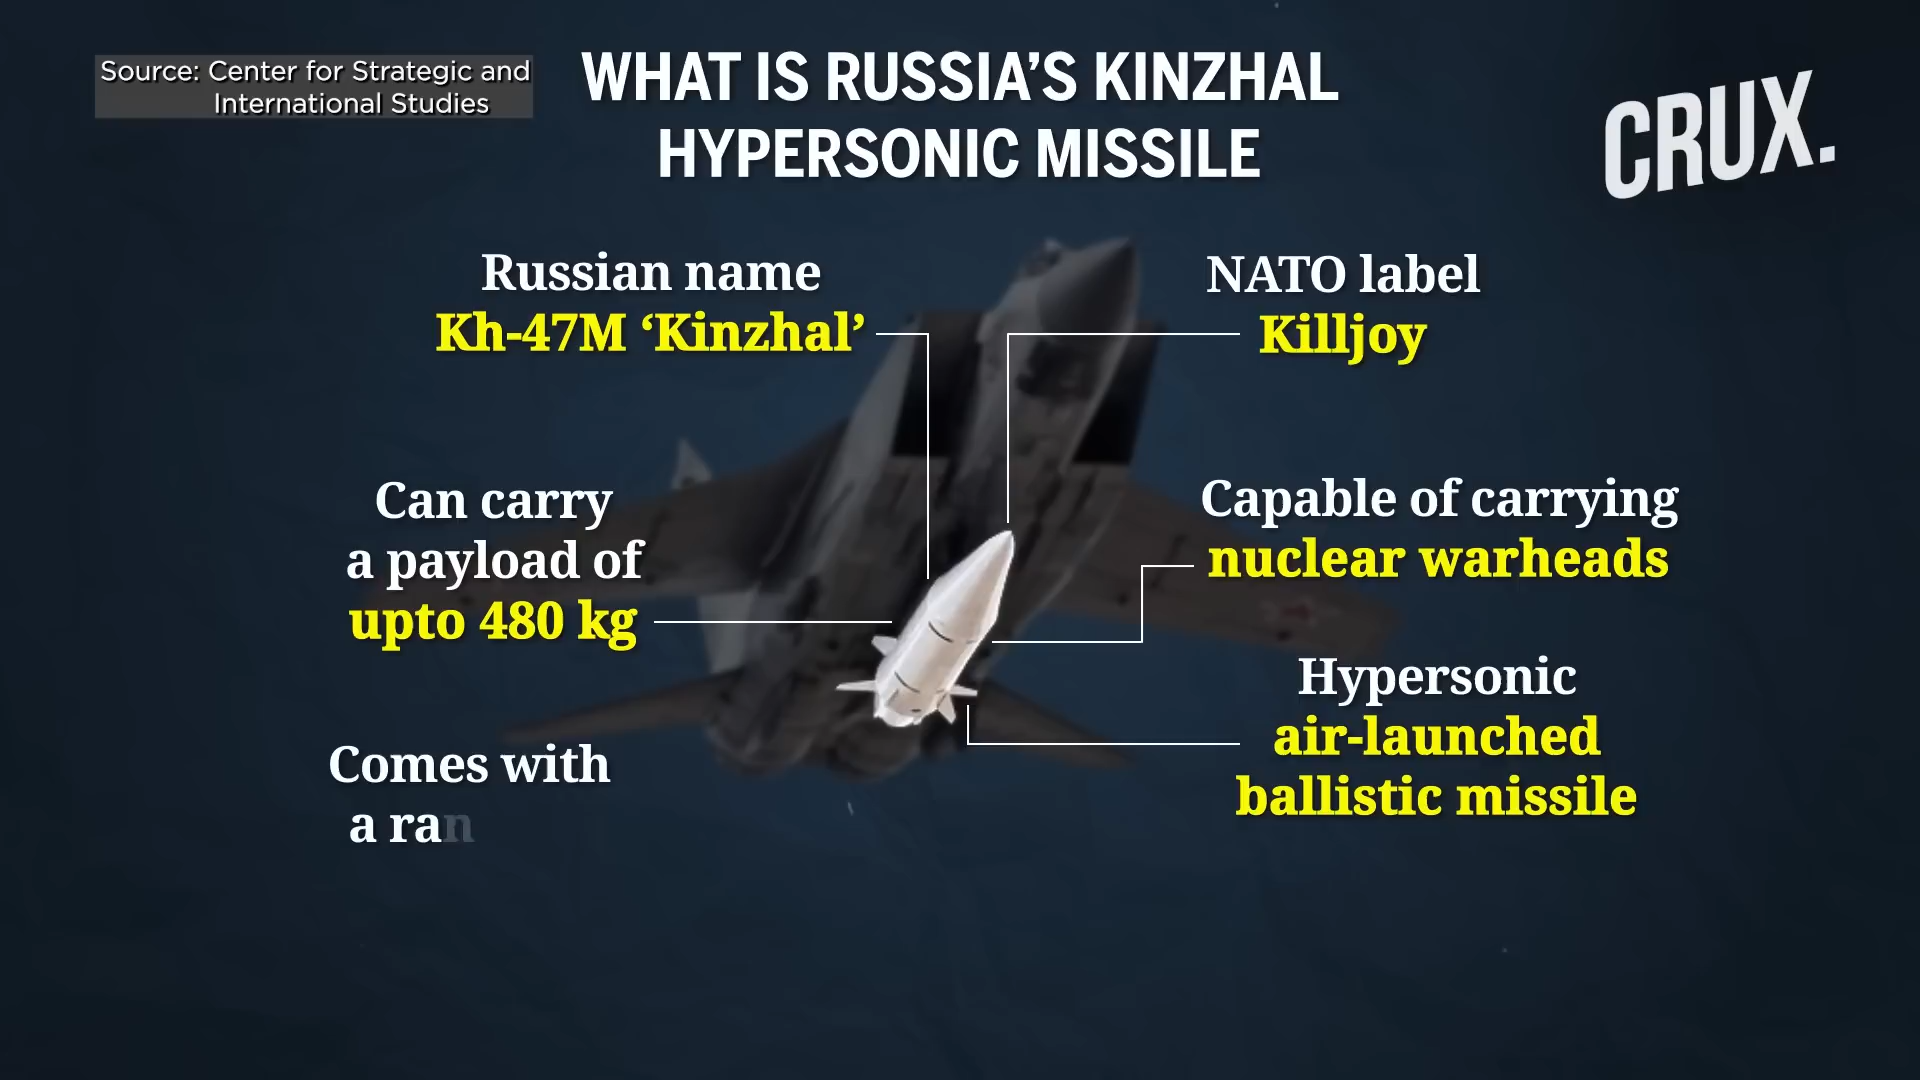 Source: Center for Strategic and
International Studies
WHAT IS RUSSIA’S KINZHAL
HYPERSONIC MISSILE
CRUX.
Russian name
Kh-47M ‘Kinzhal’
NATO label
Killjoy
Can carry
a payload of
upto 480 kg
Capable of carrying
nuclear warheads
Hypersonic
air-launched
ballistic missile
Comes with
a ran